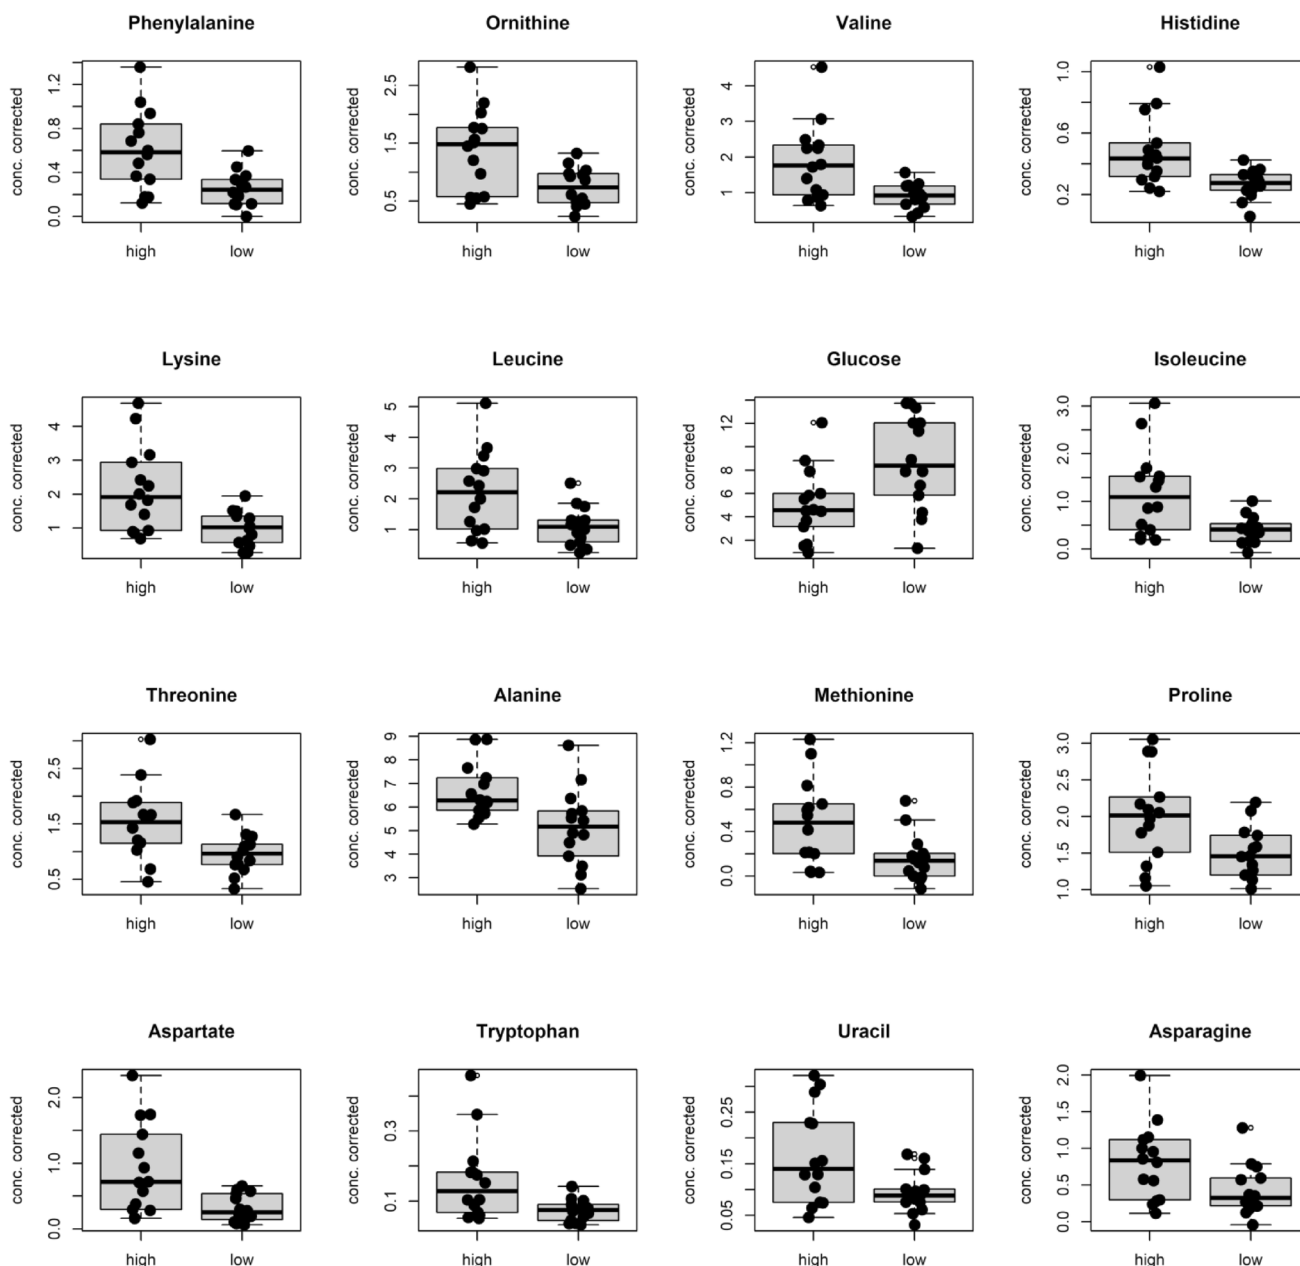 Phenylalanine Ornithine Valine Histidine
conc. corrected 0.0 0.4 0.8 1.2 conc. corrected 0.5 1.5 2.5 conc. corrected 1 2 3 4 conc. corrected 0.2 0.6 1.0
high low high low high low high low
Lysine Leucine Glucose Isoleucine
conc. corrected 1 2 3 4 conc. corrected 1 2 3 4 5 conc. corrected 2 4 6 8 12 conc. corrected 0.0 1.0 2.0 3.0
high low high low high low high low
Threonine Alanine Methionine Proline
conc. corrected 0.5 1.5 2.5 conc. corrected 3 4 5 6 7 8 9 conc. corrected 0.0 0.4 0.8 1.2 conc. corrected 1.0 1.5 2.0 2.5 3.0
high low high low high low high low
Aspartate Tryptophan Uracil Asparagine
conc. corrected 0.0 1.0 2.0 conc. corrected 0.1 0.3 conc. corrected 0.05 0.15 0.25 conc. corrected 0.0 0.5 1.0 1.5 2.0
high low high low high low high low